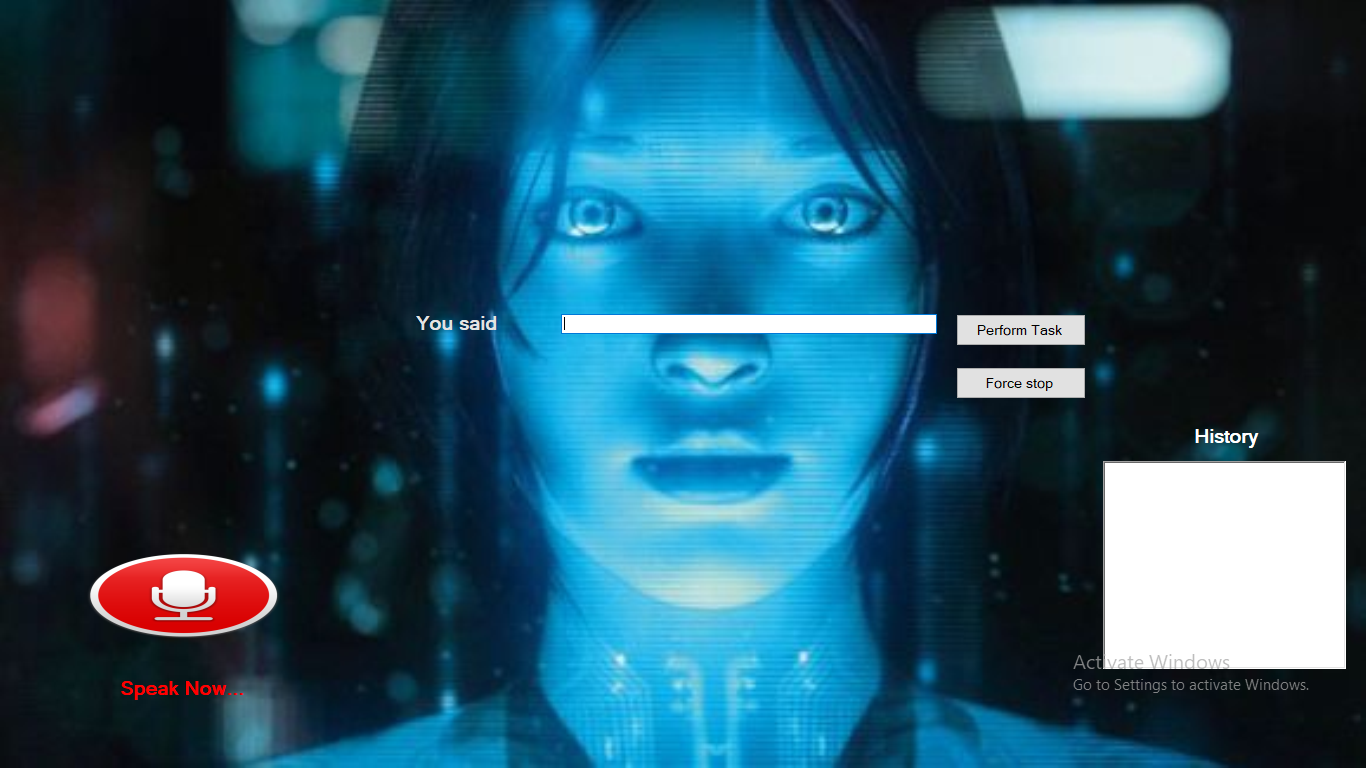 You said
Perform Task
Force stop
History
Speak Now...
Activate Windows
Go to Settings to activate Windows.